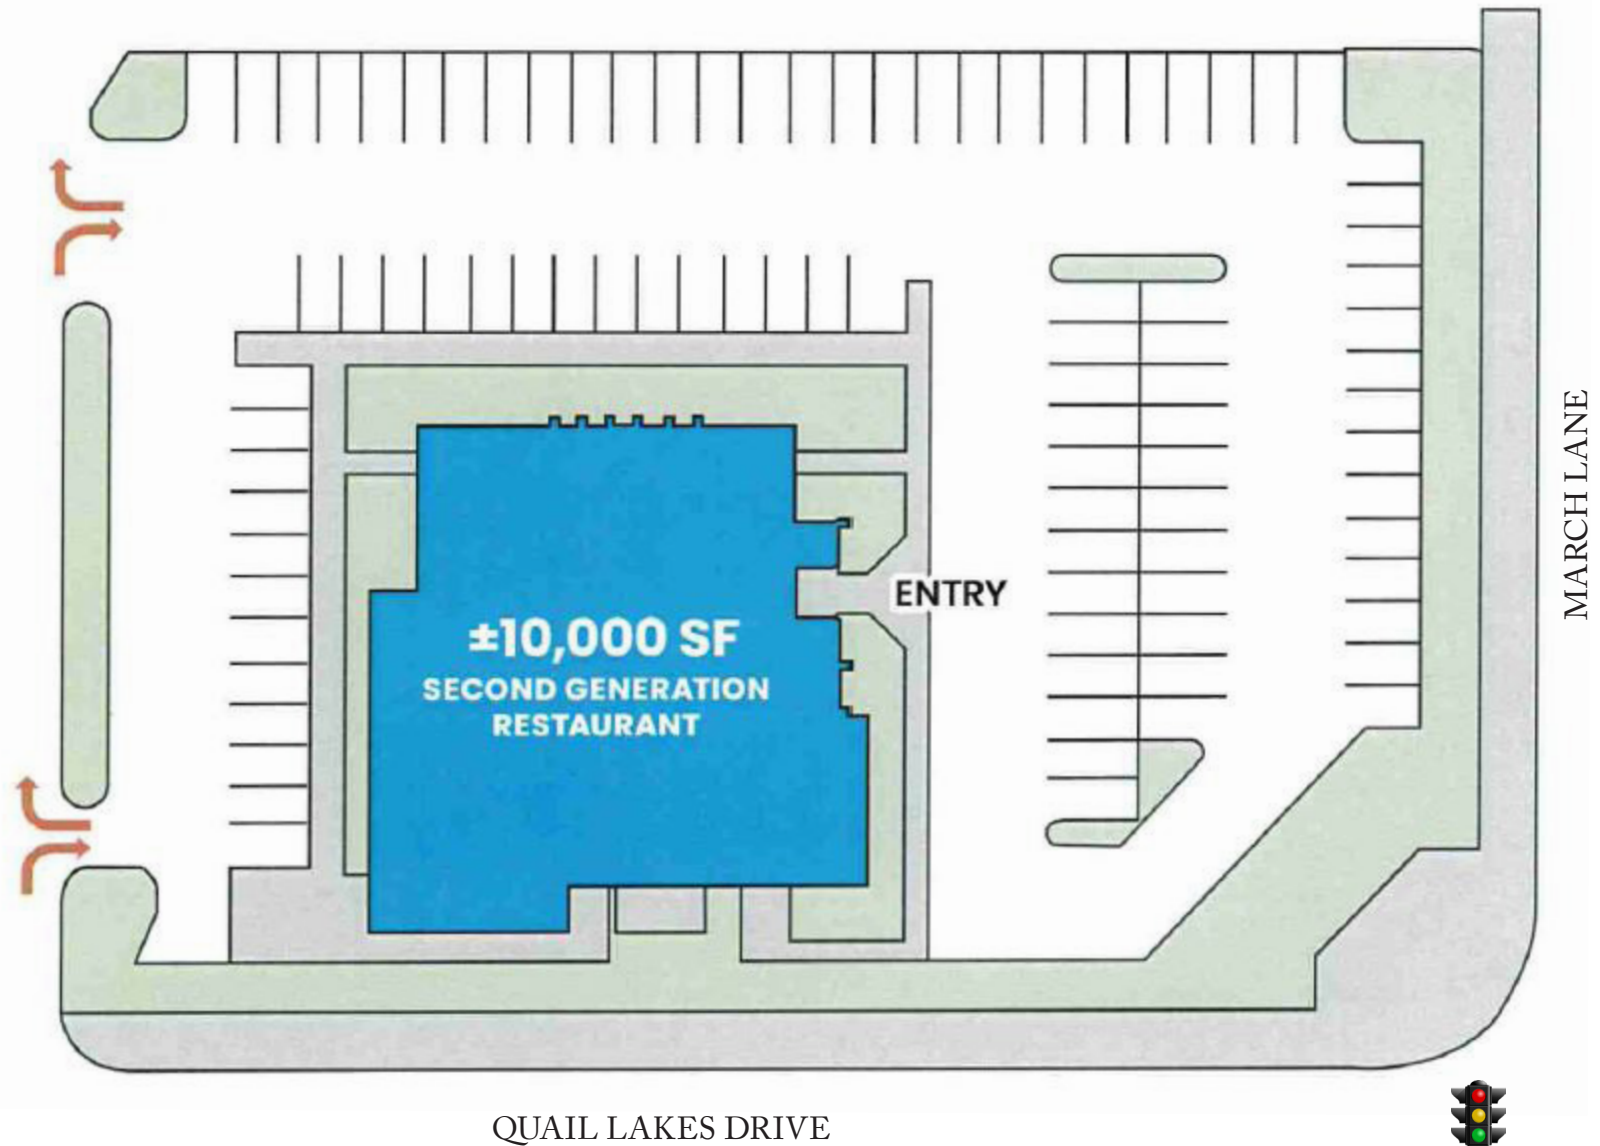 ENTRY
±10,000 SF
SECOND GENERATION
RESTAURANT
MARCH LANE
QUAIL LAKES DRIVE